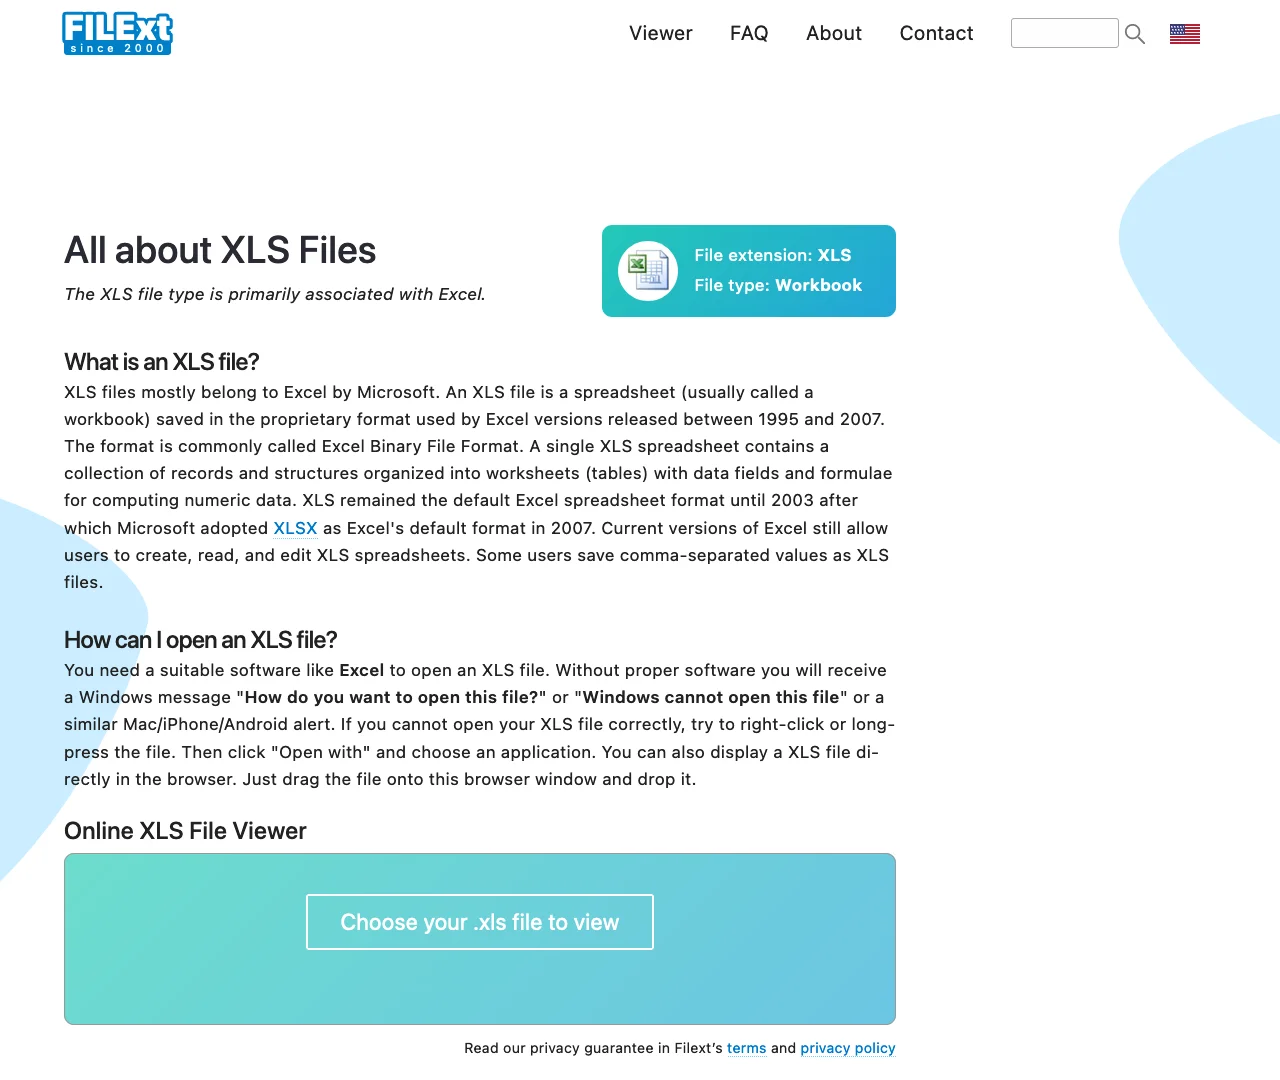 FILExt
since 2000
Viewer FAQ About Contact
All about XLS Files
The XLS file type is primarily associated with Excel.
File extension: XLS
File type: Workbook
What is an XLS file?
XLS files mostly belong to Excel by Microsoft. An XLS file is a spreadsheet (usually called a
workbook) saved in the proprietary format used by Excel versions released between 1995 and 2007.
The format is commonly called Excel Binary File Format. A single XLS spreadsheet contains a
collection of records and structures organized into worksheets (tables) with data fields and formulae
for computing numeric data. XLS remained the default Excel spreadsheet format until 2003 after
which Microsoft adopted XLSX as Excel's default format in 2007. Current versions of Excel still allow
users to create, read, and edit XLS spreadsheets. Some users save comma-separated values as XLS
files.
How can I open an XLS file?
You need a suitable software like Excel to open an XLS file. Without proper software you will receive
a Windows message "How do you want to open this file?" or "Windows cannot open this file" or a
similar Mac/iPhone/Android alert. If you cannot open your XLS file correctly, try to right-click or long-
press the file. Then click "Open with" and choose an application. You can also display a XLS file di-
rectly in the browser. Just drag the file onto this browser window and drop it.
Online XLS File Viewer
Choose your .xls file to view
Read our privacy guarantee in Filext’s terms and privacy policy